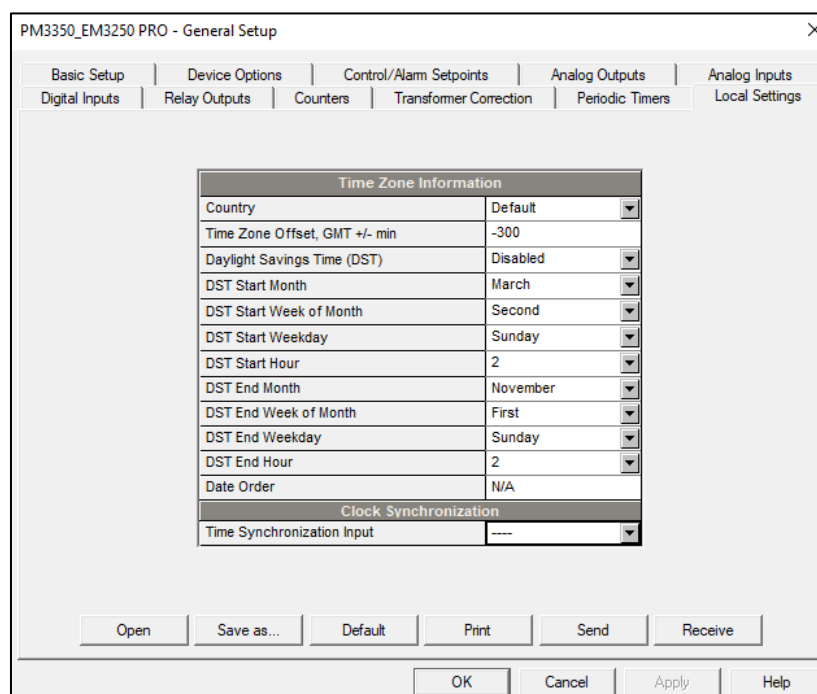 PM3350_EM3250 PRO - General Setup
Basic Setup Device Options Control/Alarm Setpoints Analog Outputs Analog Inputs
Digital Inputs Relay Outputs Counters Transformer Correction Periodic Timers Local Settings
Time Zone Information
Country Default
Time Zone Offset, GMT +/- min -300
Daylight Savings Time (DST) Disabled
DST Start Month March
DST Start Week of Month Second
DST Start Weekday Sunday
DST Start Hour 2
DST End Month November
DST End Week of Month First
DST End Weekday Sunday
DST End Hour 2
Date Order N/A
Clock Synchronization
Time Synchronization Input ----
Open Save as... Default Print Send Receive
OK Cancel Apply Help